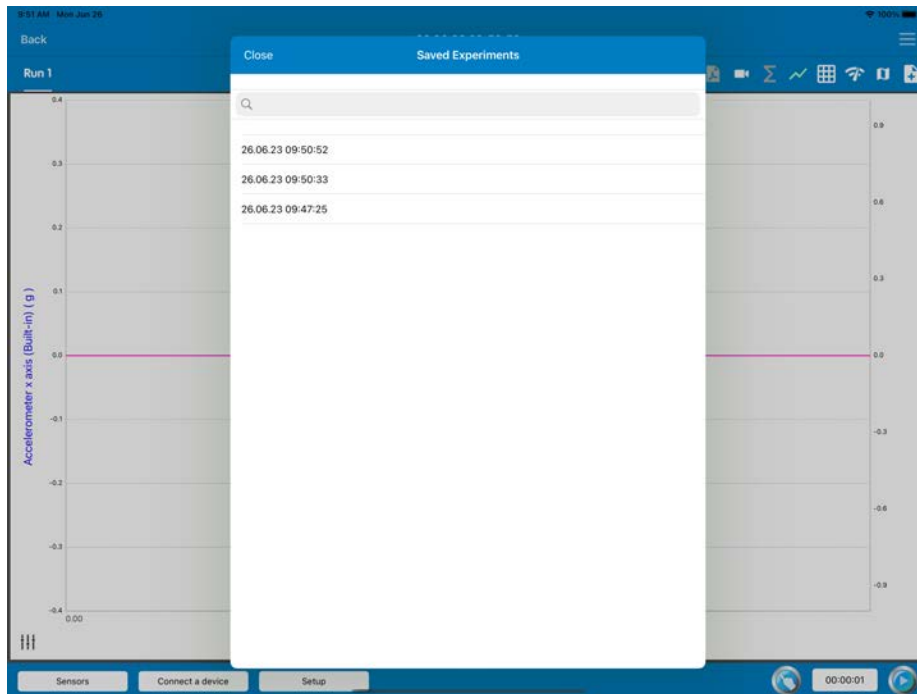 9:51 AM Mon Jun 26
100%
Back
Close
Saved Experiments
Run 1
26.06.23 09:50:52
26.06.23 09:50:33
26.06.23 09:47:25
Accelerometer x axis (Built-in) ( g )
0.4
0.3
0.2
0.1
0.0
-0.1
-0.2
-0.3
-0.4
0.00
0.9
0.6
0.3
0.0
-0.3
-0.6
-0.9
Sensors
Connect a device
Setup
00:00:01